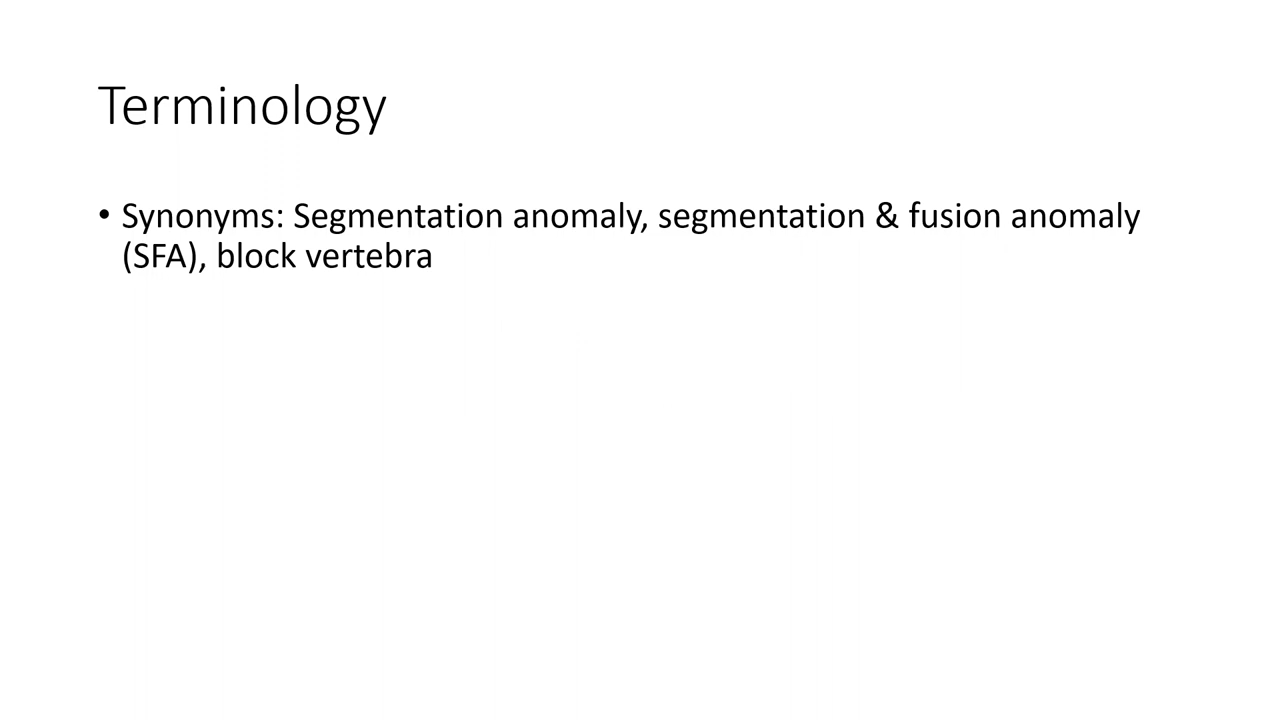 Terminology
• Synonyms: Segmentation anomaly, segmentation & fusion anomaly
(SFA), block vertebra